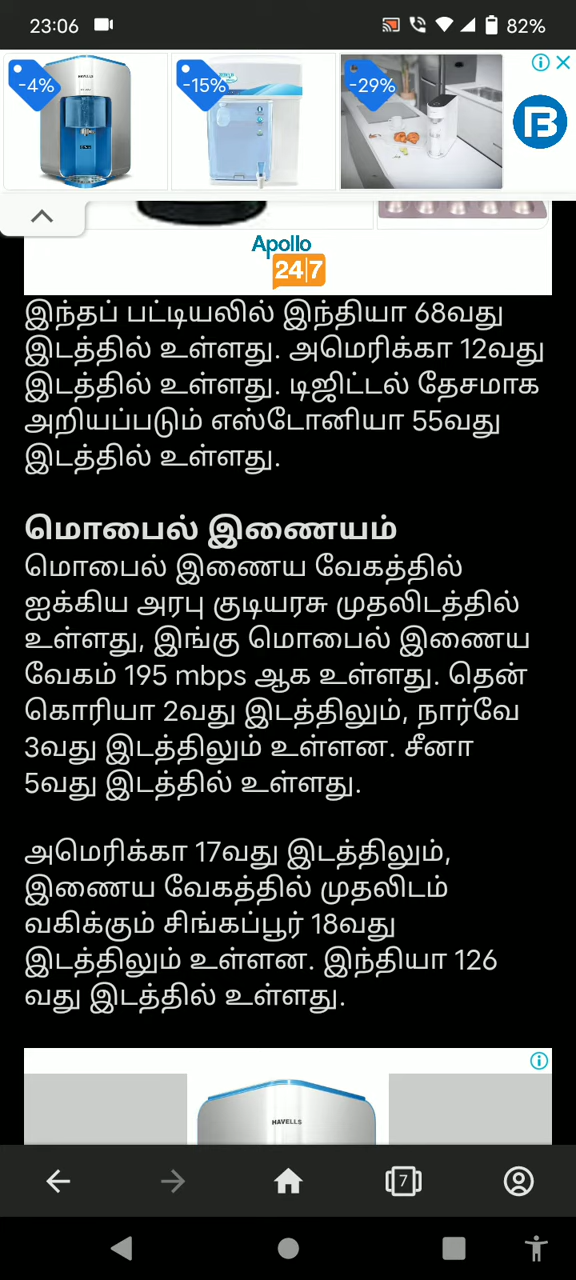 23:06
82%
-4%
-15%
-29%
HAVELLS
Apollo
24|7
இந்தப் பட்டியலில் இந்தியா 68வது
இடத்தில் உள்ளது. அமெரிக்கா 12வது
இடத்தில் உள்ளது. டிஜிட்டல் தேசமாக
அறியப்படும் எஸ்டோனியா 55வது
இடத்தில் உள்ளது.
மொபைல் இணையம்
மொபைல் இணைய வேகத்தில்
ஐக்கிய அரபு குடியரசு முதலிடத்தில்
உள்ளது, இங்கு மொபைல் இணைய
வேகம் 195 mbps ஆக உள்ளது. தென்
கொரியா 2வது இடத்திலும், நார்வே
3வது இடத்திலும் உள்ளன. சீனா
5வது இடத்தில் உள்ளது.
அமெரிக்கா 17வது இடத்திலும்,
இணைய வேகத்தில் முதலிடம்
வகிக்கும் சிங்கப்பூர் 18வது
இடத்திலும் உள்ளன. இந்தியா 126
வது இடத்தில் உள்ளது.
HAVELLS
7